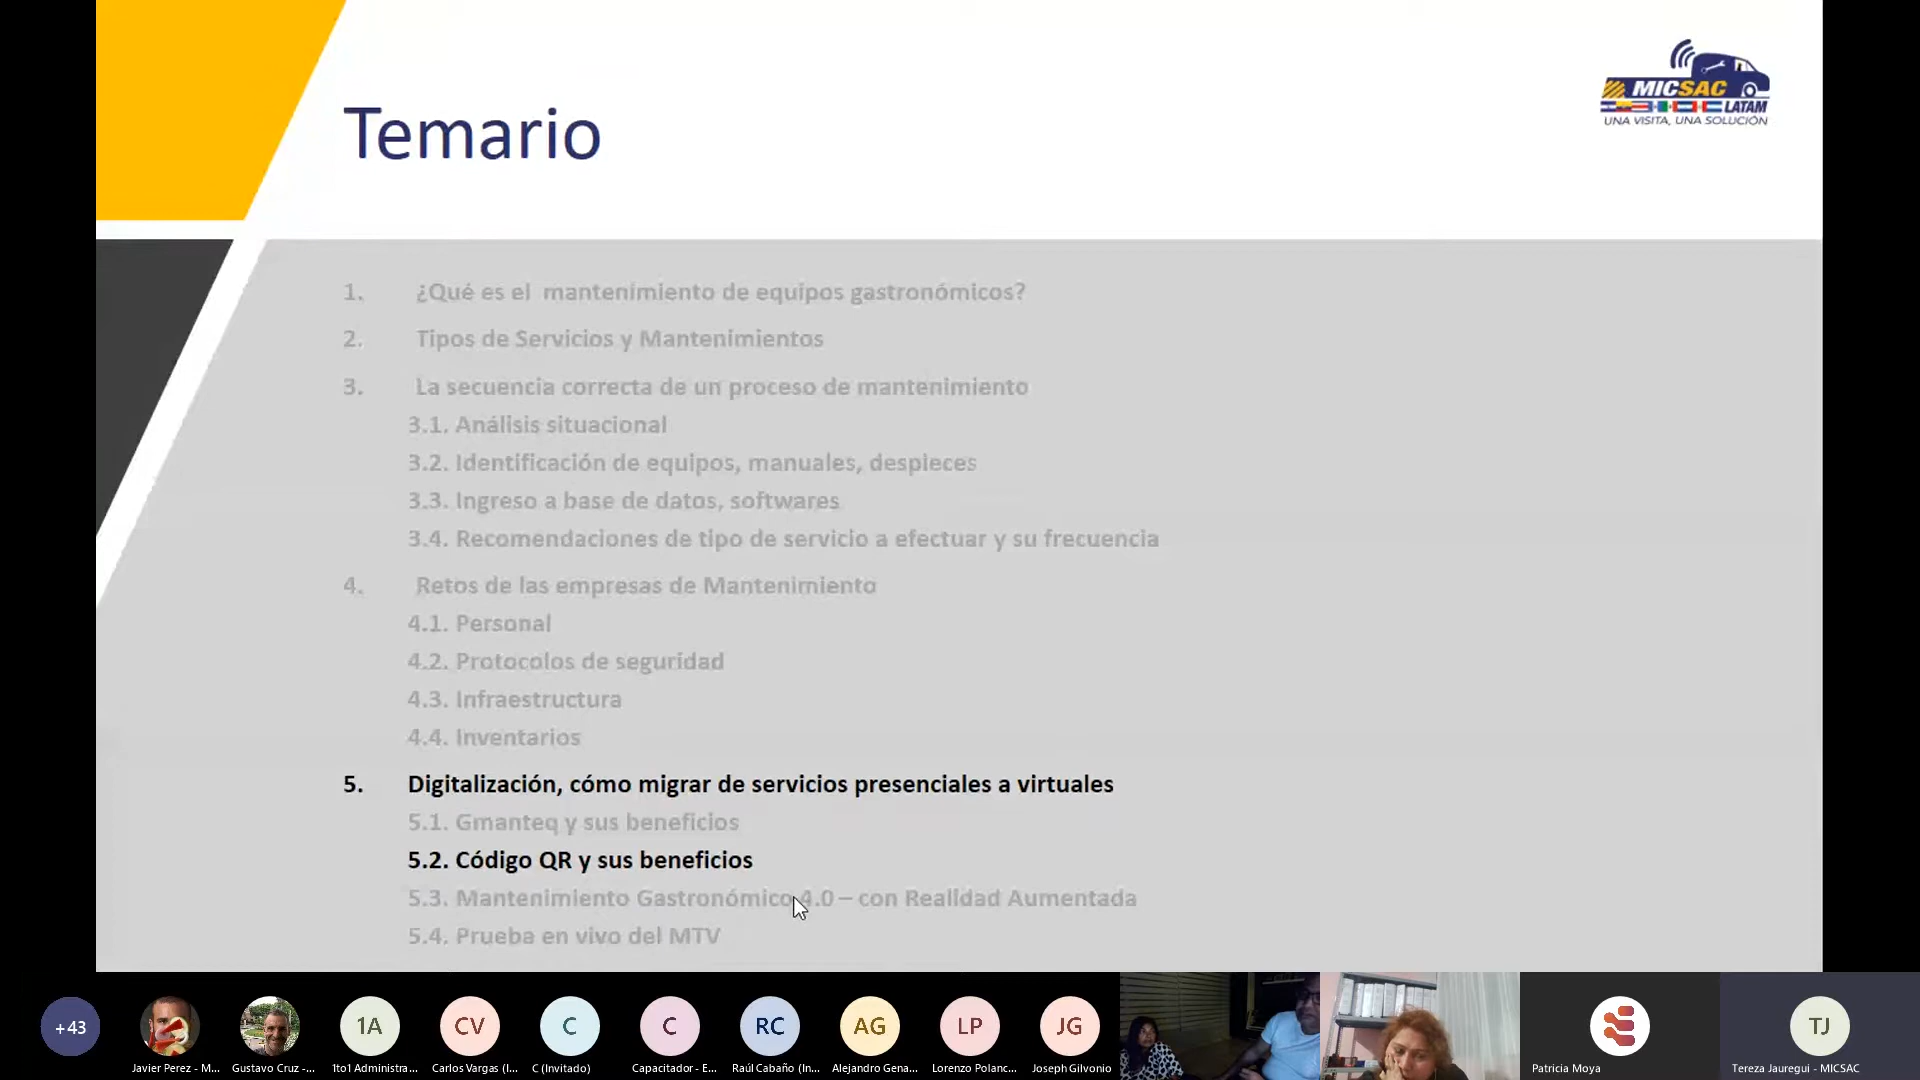 Temario
MICSAC
LATAM
UNA VISITA, UNA SOLUCIÓN
1. ¿Qué es el mantenimiento de equipos gastronómicos?
2. Tipos de Servicios y Mantenimientos
3. La secuencia correcta de un proceso de mantenimiento
3.1. Análisis situacional
3.2. Identificación de equipos, manuales, despieces
3.3. Ingreso a base de datos, softwares
3.4. Recomendaciones de tipo de servicio a efectuar y su frecuencia
4. Retos de las empresas de Mantenimiento
4.1. Personal
4.2. Protocolos de seguridad
4.3. Infraestructura
4.4. Inventarios
5. Digitalización, cómo migrar de servicios presenciales a virtuales
5.1. Gmanteq y sus beneficios
5.2. Código QR y sus beneficios
5.3. Mantenimiento Gastronómico 4.0 – con Realidad Aumentada
5.4. Prueba en vivo del MTV
+43 1A CV C C RC AG LP JG TJ
Javier Perez - M... Gustavo Cruz -... 1to1 Administra... Carlos Vargas (I... C (Invitado) Capacitador - E... Raúl Cabaño (In... Alejandro Gena... Lorenzo Polanc... Joseph Gilvonio Patricia Moya Tereza Jauregui - MICSAC